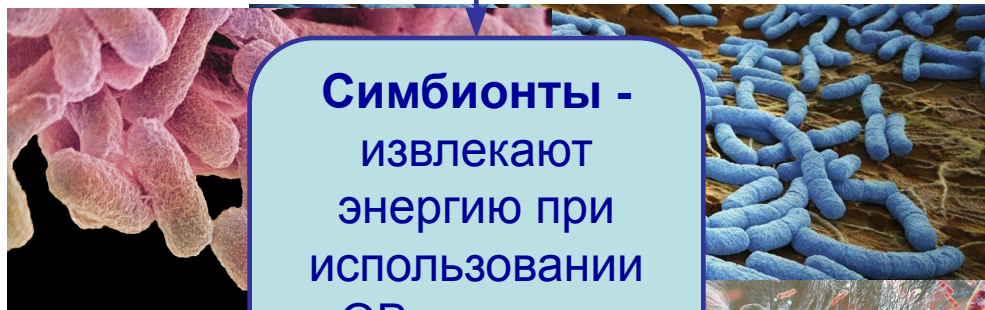 Симбионты -
извлекают
энергию при
использовании